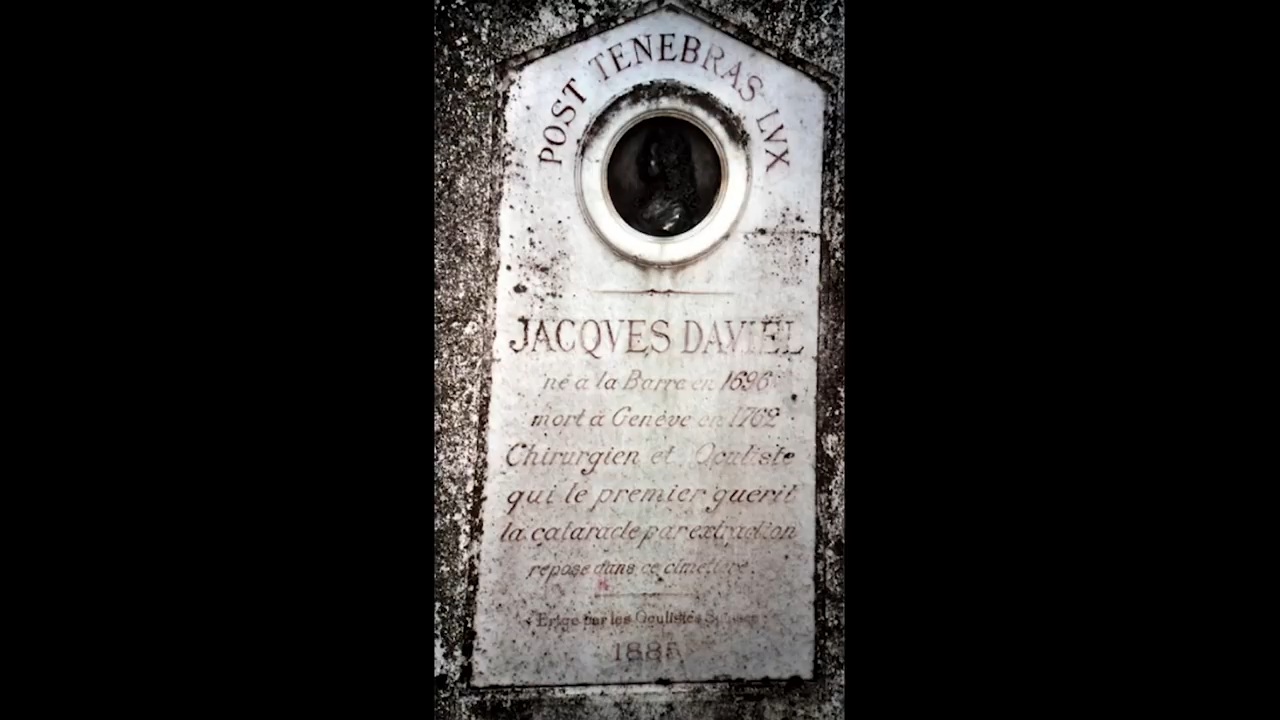 POST TENEBRAS LVX
JACQVES DAVIEL
né à la Barre en 1696
mort à Genève en 1762
Chirurgien et Oculiste
qui le premier guérit
la cataracte par extraction
repose dans ce cimetière.
Erigé par les Oculistes Suisses
1885